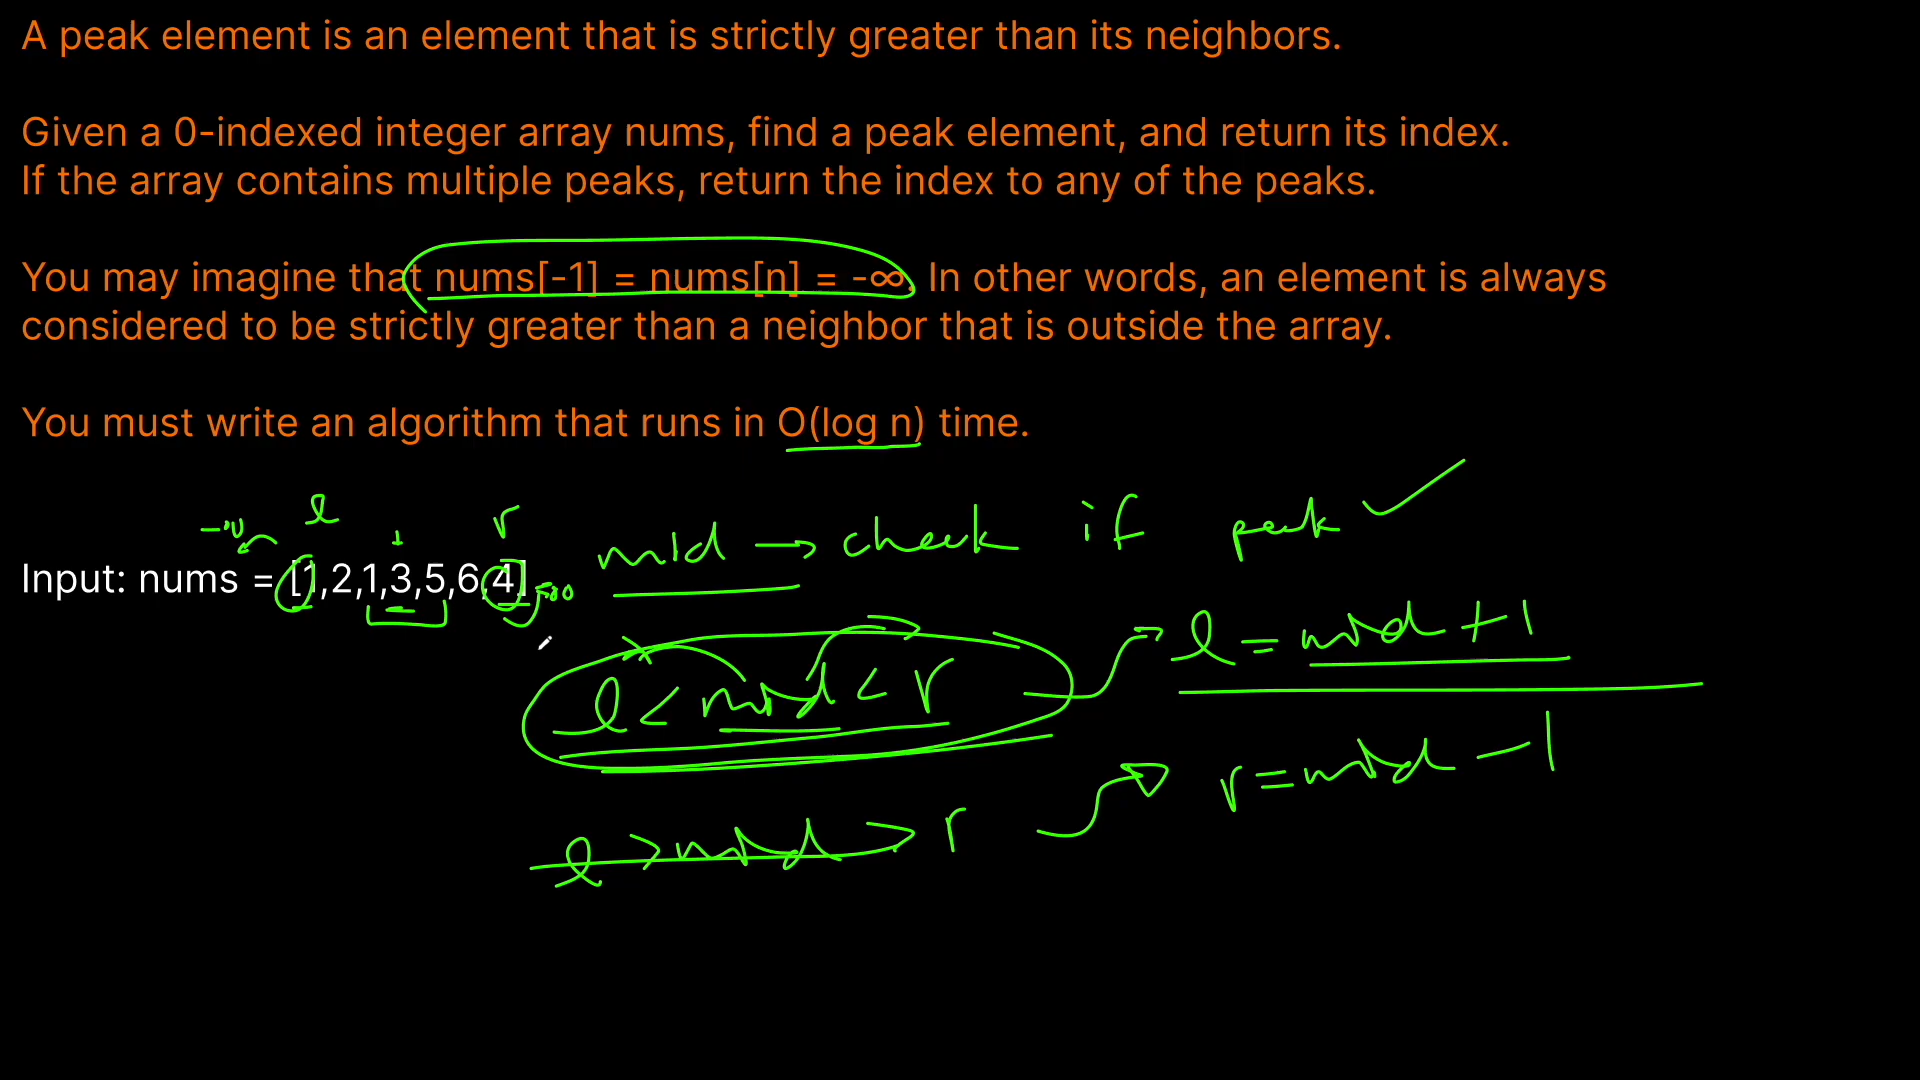 A peak element is an element that is strictly greater than its neighbors.
Given a 0-indexed integer array nums, find a peak element, and return its index.
If the array contains multiple peaks, return the index to any of the peaks.
You may imagine that nums[-1] = nums[n] = -∞. In other words, an element is always
considered to be strictly greater than a neighbor that is outside the array.
You must write an algorithm that runs in O(log n) time.
-∞ l r
mid → check if peak ✓
Input: nums = [1,2,1,3,5,6,4] -∞
l < mid < r → l = mid + 1
l > mid > r → r = mid - 1